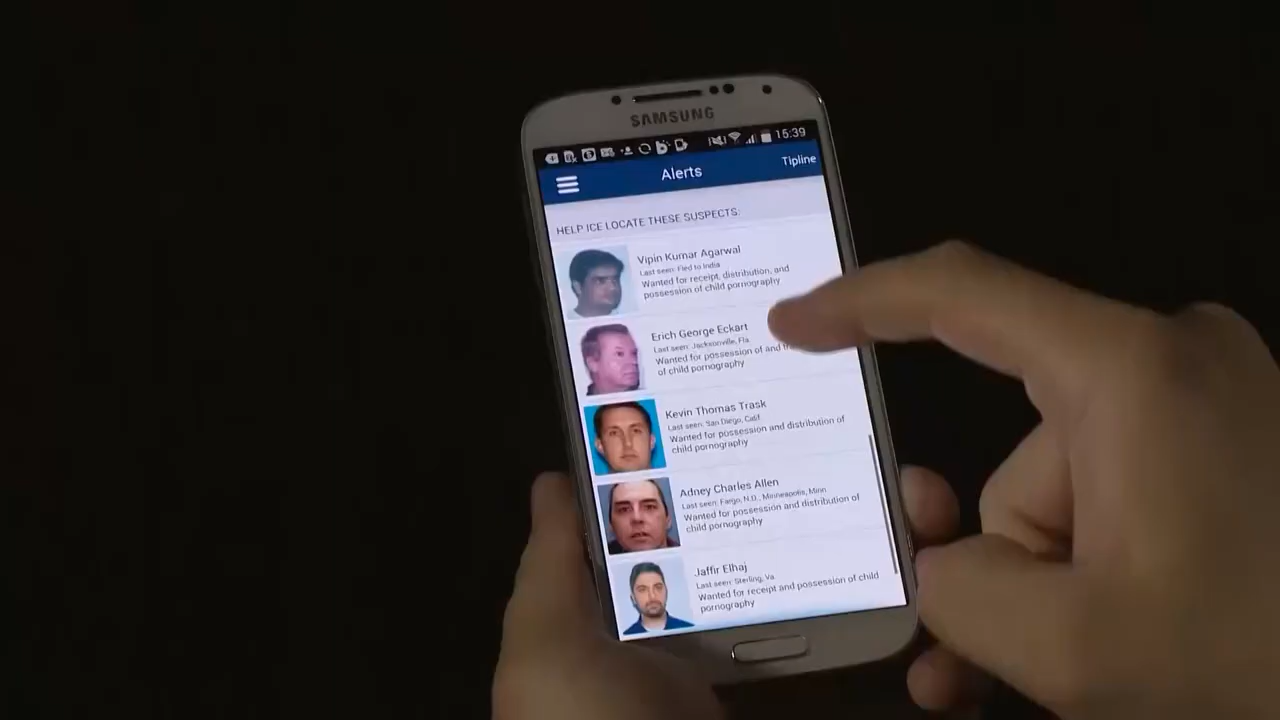 SAMSUNG
15:39
Alerts
Tipline
HELP ICE LOCATE THESE SUSPECTS:
Vipin Kumar Agarwal
Last seen: Fled to India
Wanted for receipt, distribution, and
possession of child pornography
Erich George Eckart
Last seen: Jacksonville, Fla
Wanted for possession of and
of child pornography
Kevin Thomas Trask
Last seen: San Diego, Calif.
Wanted for possession and distribution of
child pornography
Adney Charles Allen
Last seen: Fargo, N.D., Minneapolis, Minn
Wanted for possession and distribution of
child pornography
Jaffir Elhaj
Last seen: Sterling, Va
Wanted for receipt and possession of child
pornography